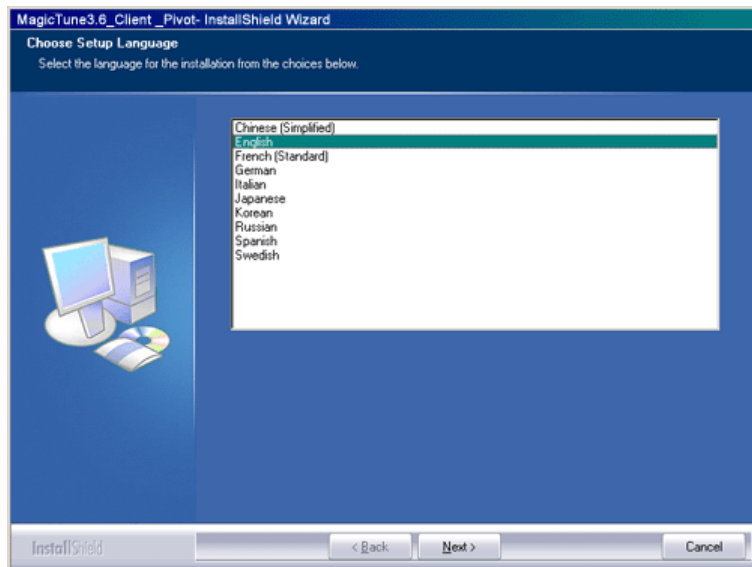 MagicTune3.6_Client _Pivot- InstallShield Wizard
Choose Setup Language
Select the language for the installation from the choices below.
Chinese (Simplified)
English
French (Standard)
German
Italian
Japanese
Korean
Russian
Spanish
Swedish
InstallShield
< Back
Next >
Cancel